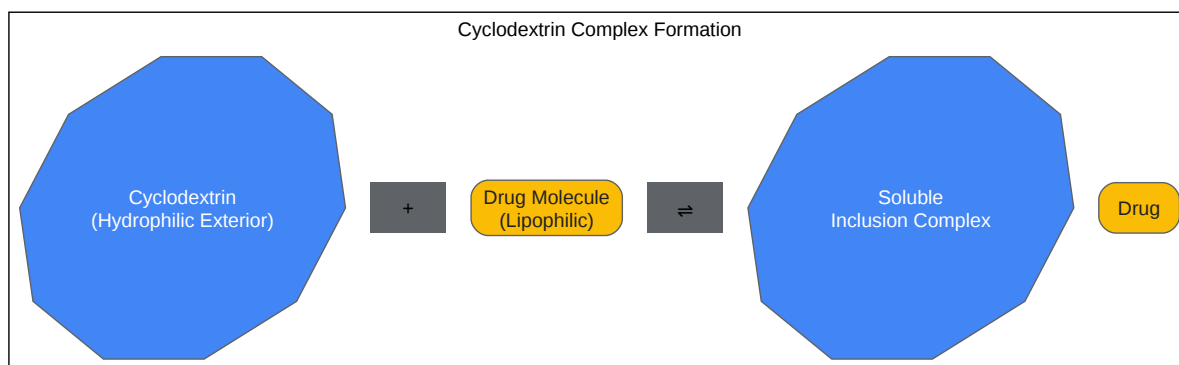 Cyclodextrin Complex Formation
Cyclodextrin
(Hydrophilic Exterior)
+
Drug Molecule
(Lipophilic)
⇌
Soluble
Inclusion Complex
Drug